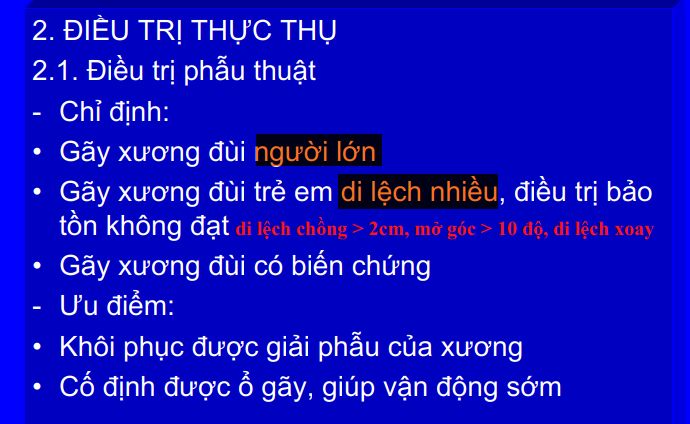 2. ĐIỀU TRỊ THỰC THỤ
2.1. Điều trị phẫu thuật
- Chỉ định:
• Gãy xương đùi người lớn
• Gãy xương đùi trẻ em di lệch nhiều, điều trị bảo
tồn không đạt di lệch chồng > 2cm, mở góc > 10 độ, di lệch xoay
• Gãy xương đùi có biến chứng
- Ưu điểm:
• Khôi phục được giải phẫu của xương
• Cố định được ổ gãy, giúp vận động sớm